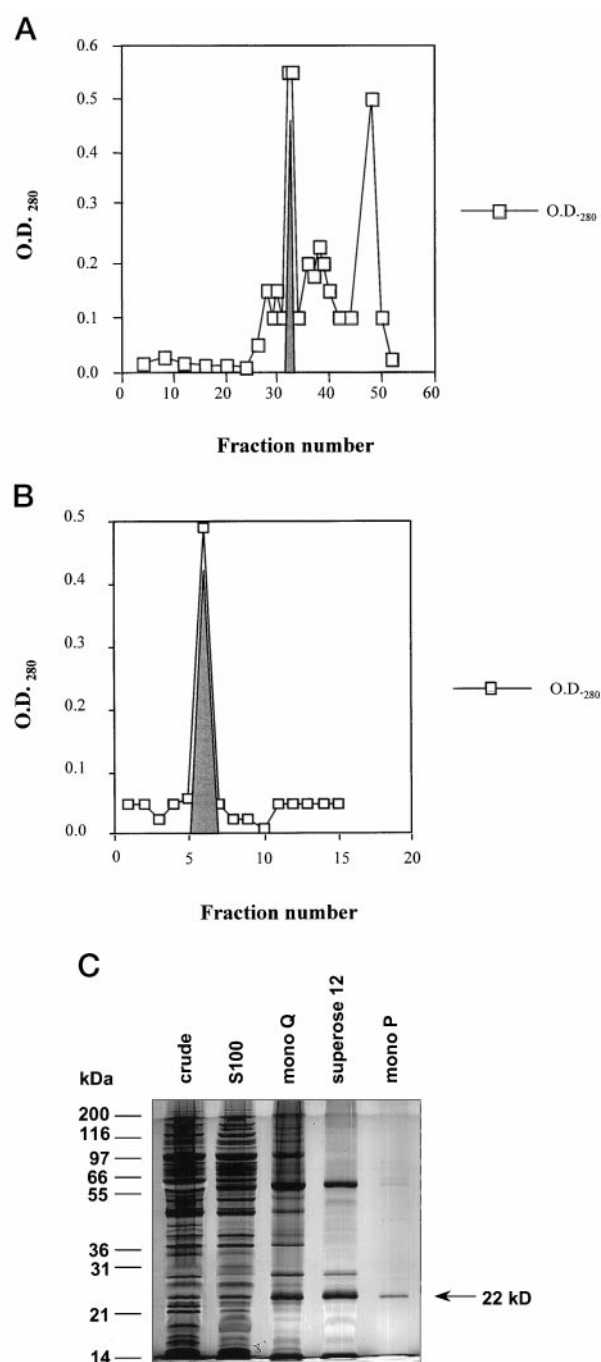 A
0.6
0.5
0.4
0.3
0.2
0.1
0.0
O.D. 280
0 10 20 30 40 50 60
Fraction number
O.D.280
B
0.5
0.4
0.3
0.2
0.1
0.0
O.D. 280
0 5 10 15 20
Fraction number
O.D.280
C
crude
S100
mono Q
superose 12
mono P
kDa
200
116
97
66
55
36
31
21
14
22 kD